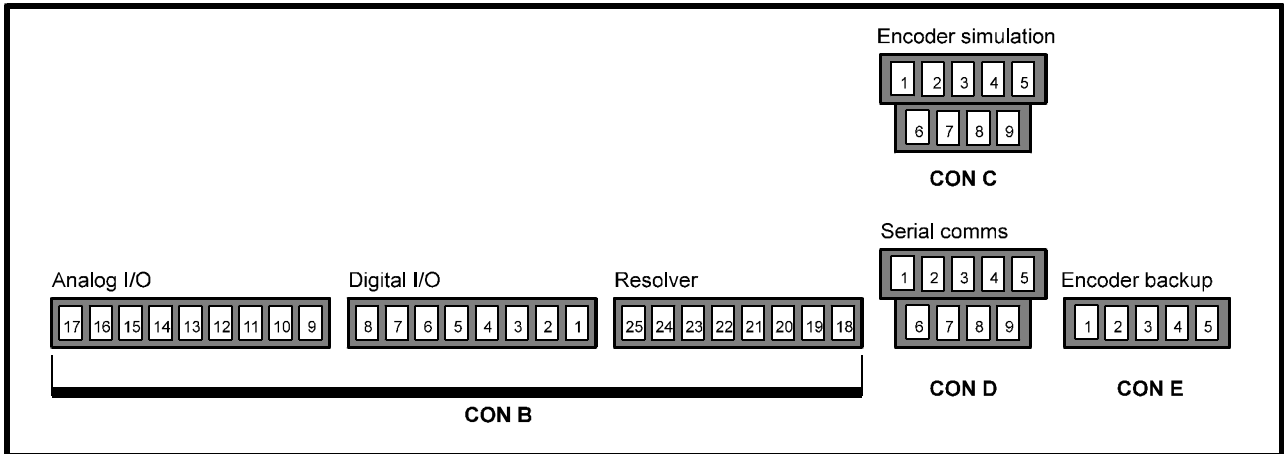 Encoder simulation
1 2 3 4 5
6 7 8 9
CON C
Serial comms
1 2 3 4 5
6 7 8 9
CON D
Analog I/O
17 16 15 14 13 12 11 10 9
Digital I/O
8 7 6 5 4 3 2 1
Resolver
25 24 23 22 21 20 19 18
CON B
Encoder backup
1 2 3 4 5
CON E